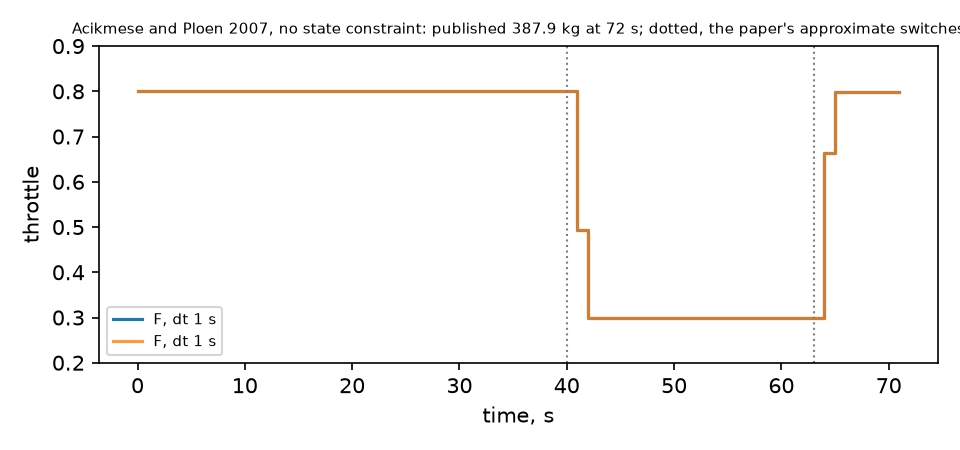 Acikmese and Ploen 2007, no state constraint: published 387.9 kg at 72 s; dotted, the paper's approximate switches
0.9
0.8
0.7
0.6
0.5
0.4
0.3
0.2
throttle
F, dt 1 s
F, dt 1 s
0 10 20 30 40 50 60 70
time, s